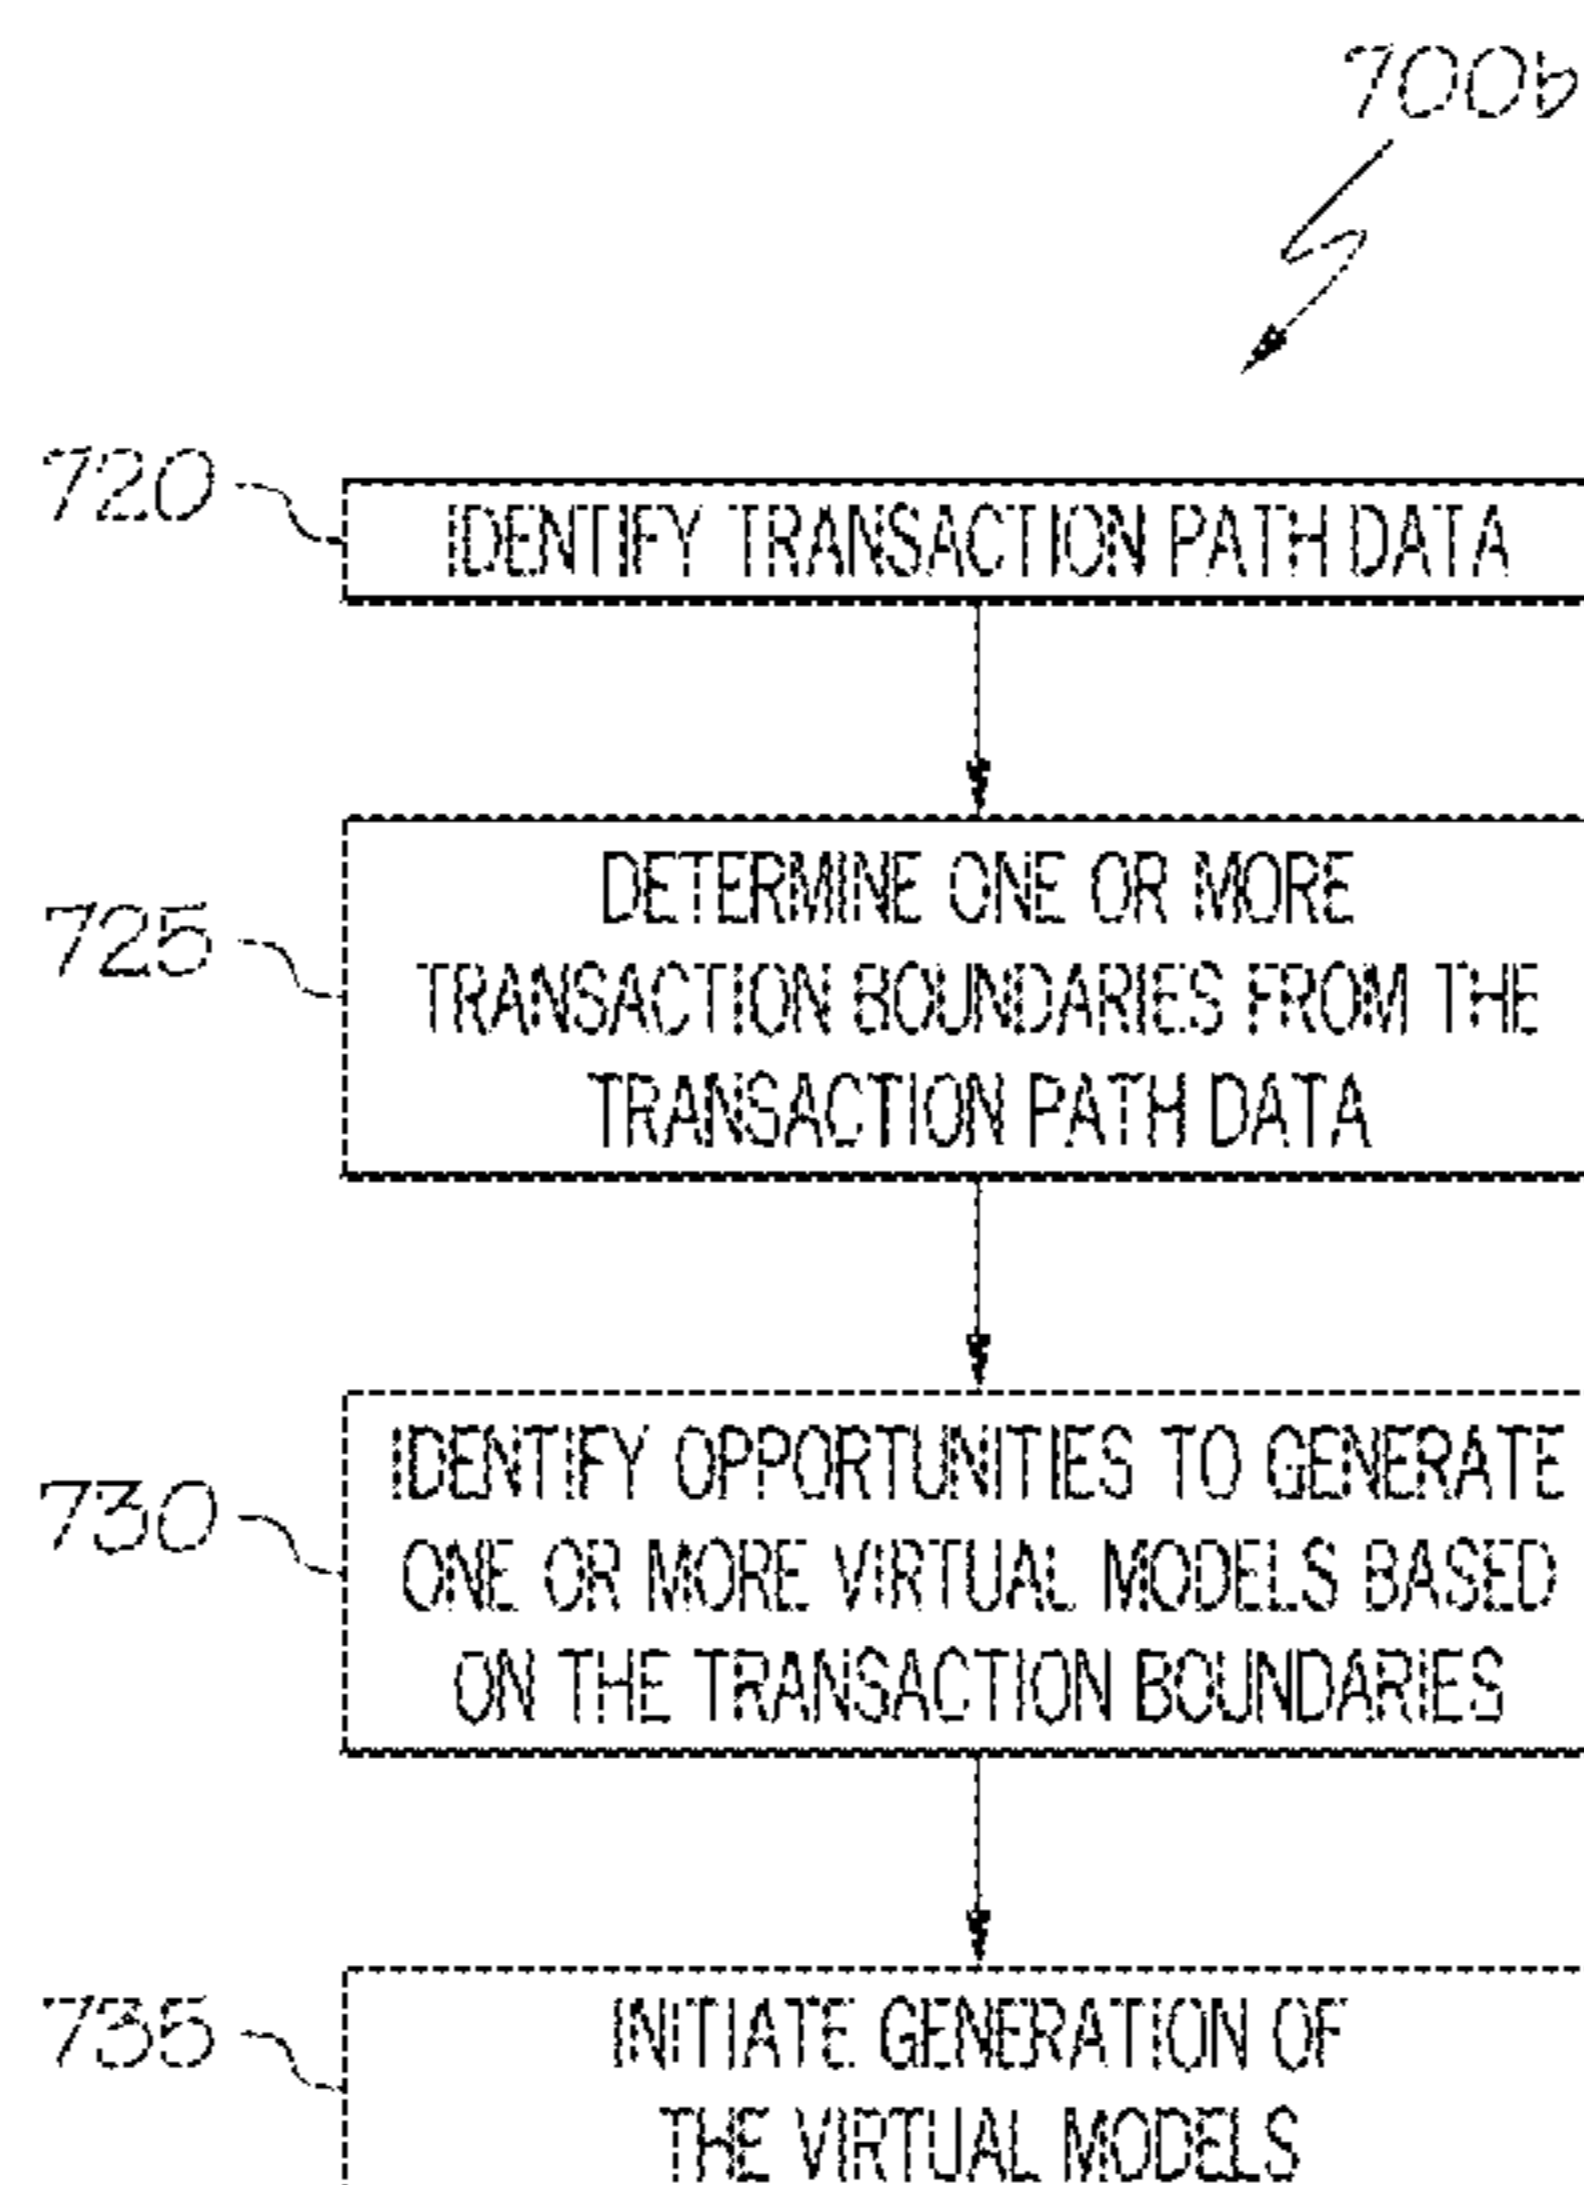 700b
720
IDENTIFY TRANSACTION PATH DATA
725
DETERMINE ONE OR MORE
TRANSACTION BOUNDARIES FROM THE
TRANSACTION PATH DATA
730
IDENTIFY OPPORTUNITIES TO GENERATE
ONE OR MORE VIRTUAL MODELS BASED
ON THE TRANSACTION BOUNDARIES
735
INITIATE GENERATION OF
THE VIRTUAL MODELS